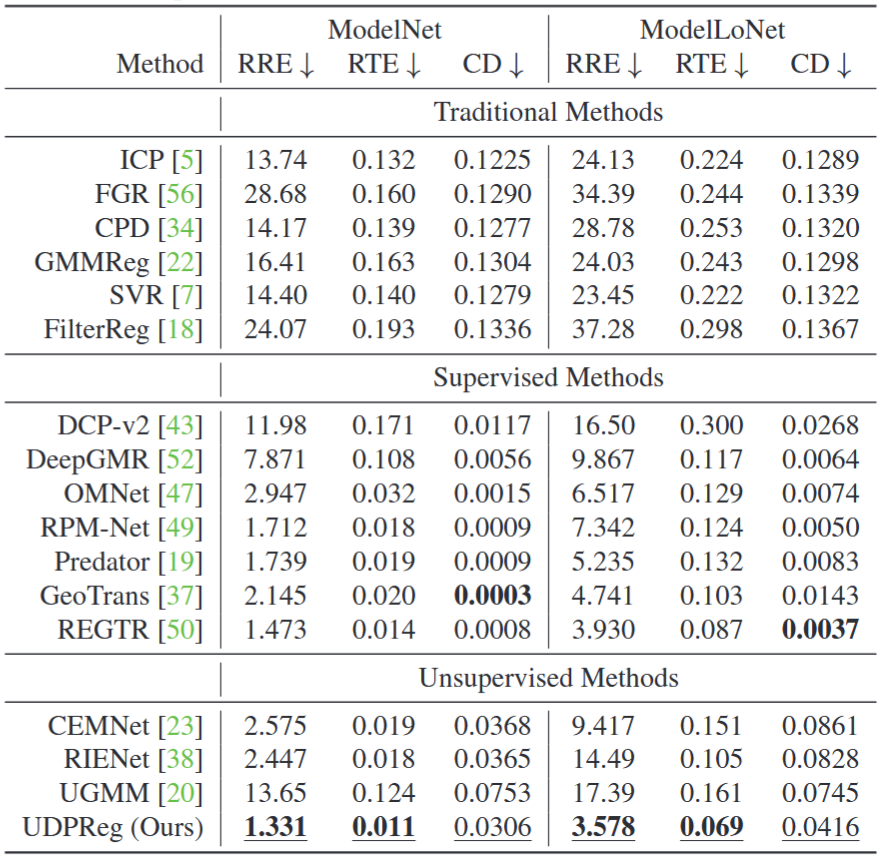 ModelNet ModelLoNet
Method RRE ↓ RTE ↓ CD ↓ RRE ↓ RTE ↓ CD ↓
Traditional Methods
ICP [5] 13.74 0.132 0.1225 24.13 0.224 0.1289
FGR [56] 28.68 0.160 0.1290 34.39 0.244 0.1339
CPD [34] 14.17 0.139 0.1277 28.78 0.253 0.1320
GMMReg [22] 16.41 0.163 0.1304 24.03 0.243 0.1298
SVR [7] 14.40 0.140 0.1279 23.45 0.222 0.1322
FilterReg [18] 24.07 0.193 0.1336 37.28 0.298 0.1367
Supervised Methods
DCP-v2 [43] 11.98 0.171 0.0117 16.50 0.300 0.0268
DeepGMR [52] 7.871 0.108 0.0056 9.867 0.117 0.0064
OMNet [47] 2.947 0.032 0.0015 6.517 0.129 0.0074
RPM-Net [49] 1.712 0.018 0.0009 7.342 0.124 0.0050
Predator [19] 1.739 0.019 0.0009 5.235 0.132 0.0083
GeoTrans [37] 2.145 0.020 0.0003 4.741 0.103 0.0143
REGTR [50] 1.473 0.014 0.0008 3.930 0.087 0.0037
Unsupervised Methods
CEMNet [23] 2.575 0.019 0.0368 9.417 0.151 0.0861
RIENet [38] 2.447 0.018 0.0365 14.49 0.105 0.0828
UGMM [20] 13.65 0.124 0.0753 17.39 0.161 0.0745
UDPReg (Ours) 1.331 0.011 0.0306 3.578 0.069 0.0416